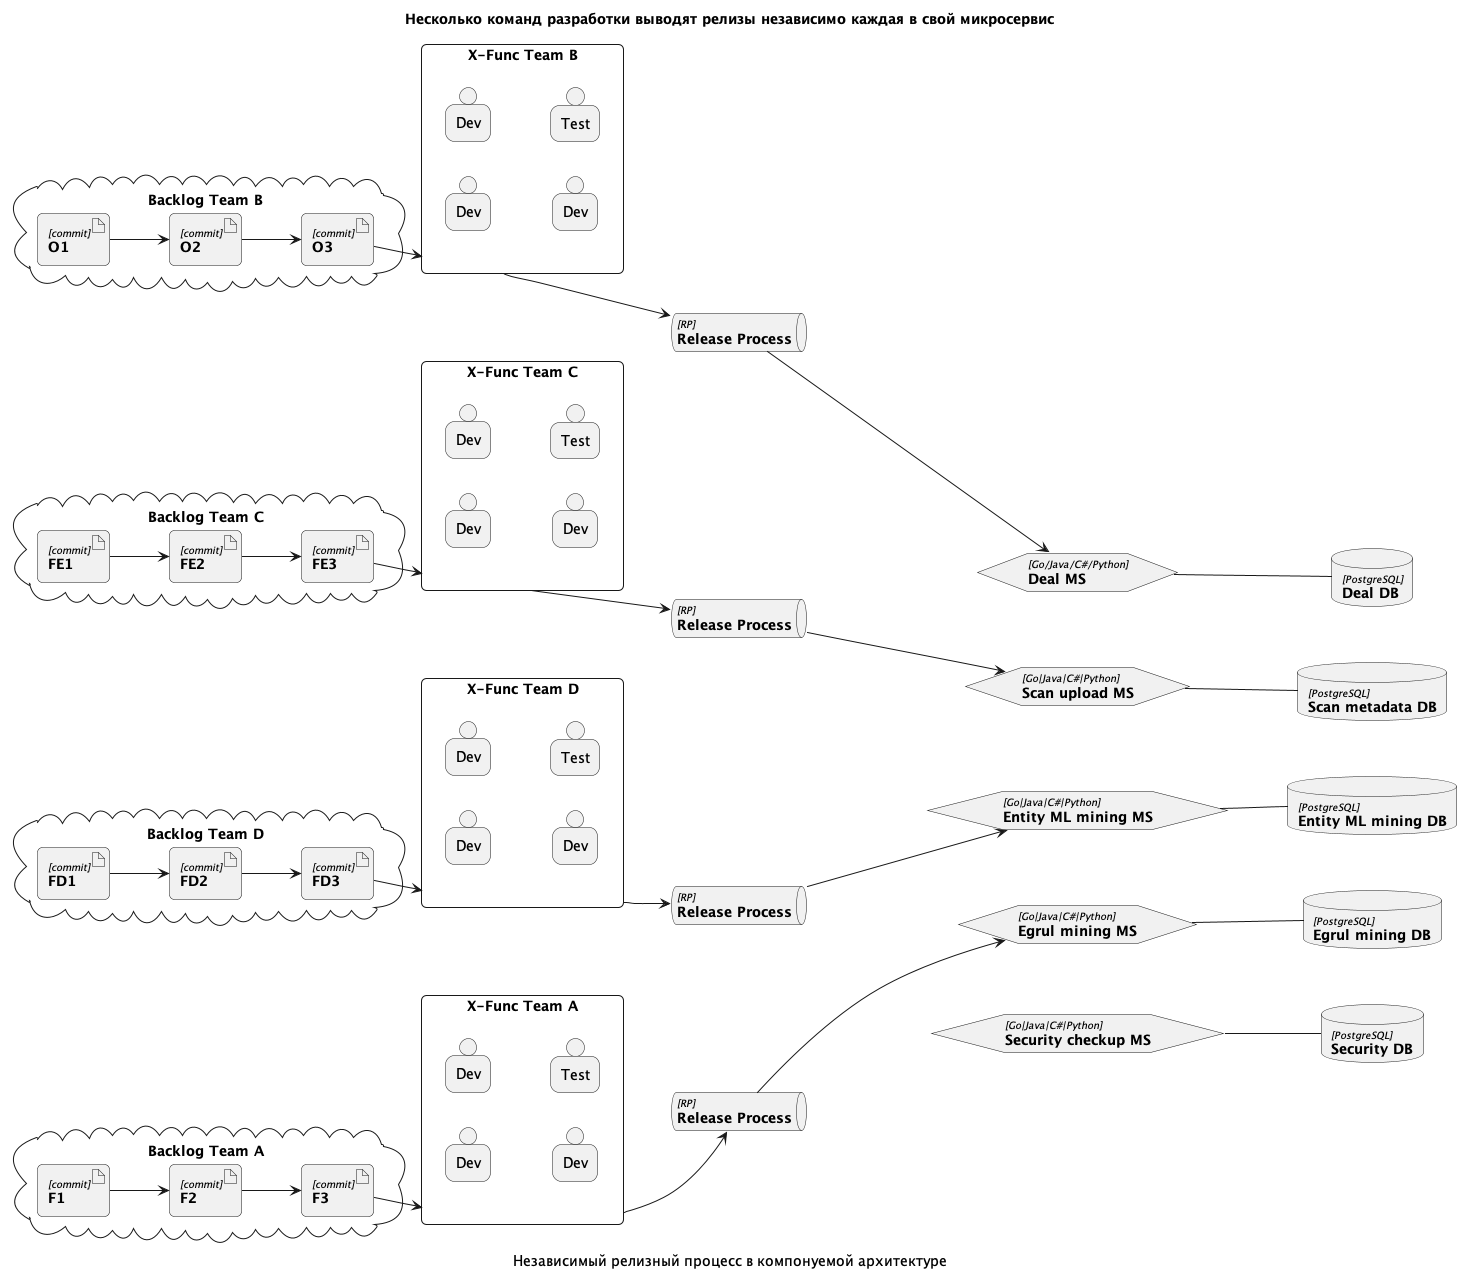 Несколько команд разработки выводят релизы независимо каждая в свой микросервис
X-Func Team B
Dev
Test
Dev
Dev
Backlog Team B
[commit]
O1
[commit]
O2
[commit]
O3
[RP]
Release Process
X-Func Team C
Dev
Test
Dev
Dev
Backlog Team C
[commit]
FE1
[commit]
FE2
[commit]
FE3
[RP]
Release Process
[Go/Java/C#/Python]
Deal MS
[PostgreSQL]
Deal DB
[Go|Java|C#|Python]
Scan upload MS
[PostgreSQL]
Scan metadata DB
X-Func Team D
Dev
Test
Dev
Dev
Backlog Team D
[commit]
FD1
[commit]
FD2
[commit]
FD3
[RP]
Release Process
[Go|Java|C#|Python]
Entity ML mining MS
[PostgreSQL]
Entity ML mining DB
[Go|Java|C#|Python]
Egrul mining MS
[PostgreSQL]
Egrul mining DB
[Go|Java|C#|Python]
Security checkup MS
[PostgreSQL]
Security DB
X-Func Team A
Dev
Test
Dev
Dev
Backlog Team A
[commit]
F1
[commit]
F2
[commit]
F3
[RP]
Release Process
Независимый релизный процесс в компонуемой архитектуре